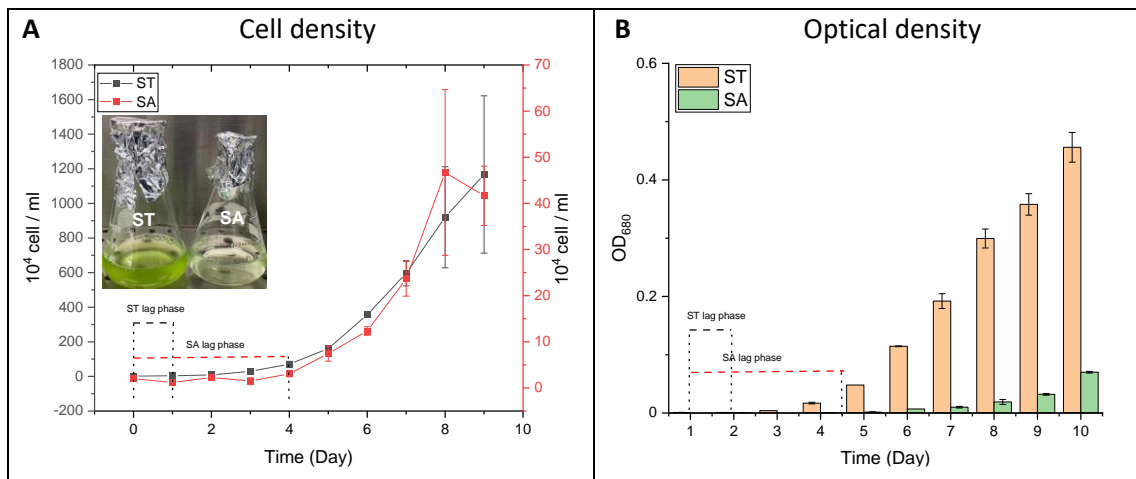 A Cell density
1800
1600
1400
1200
1000
800
600
400
200
0
-200
10⁴ cell / ml
ST
SA
ST SA
ST lag phase
SA lag phase
70
60
50
40
30
20
10
0
10⁴ cell / ml
0 2 4 6 8 10
Time (Day)
B Optical density
0.6
0.4
0.2
0
OD₆₈₀
ST
SA
ST lag phase
SA lag phase
1 2 3 4 5 6 7 8 9 10
Time (Day)